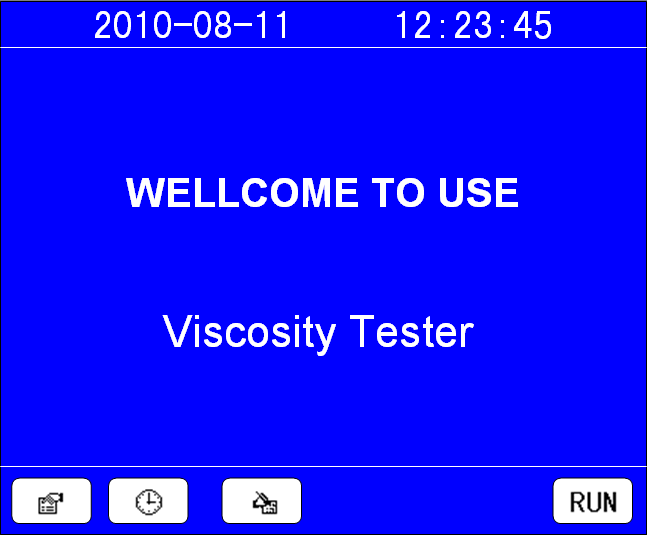 2010-08-11 12:23:45
WELLCOME TO USE
Viscosity Tester
RUN